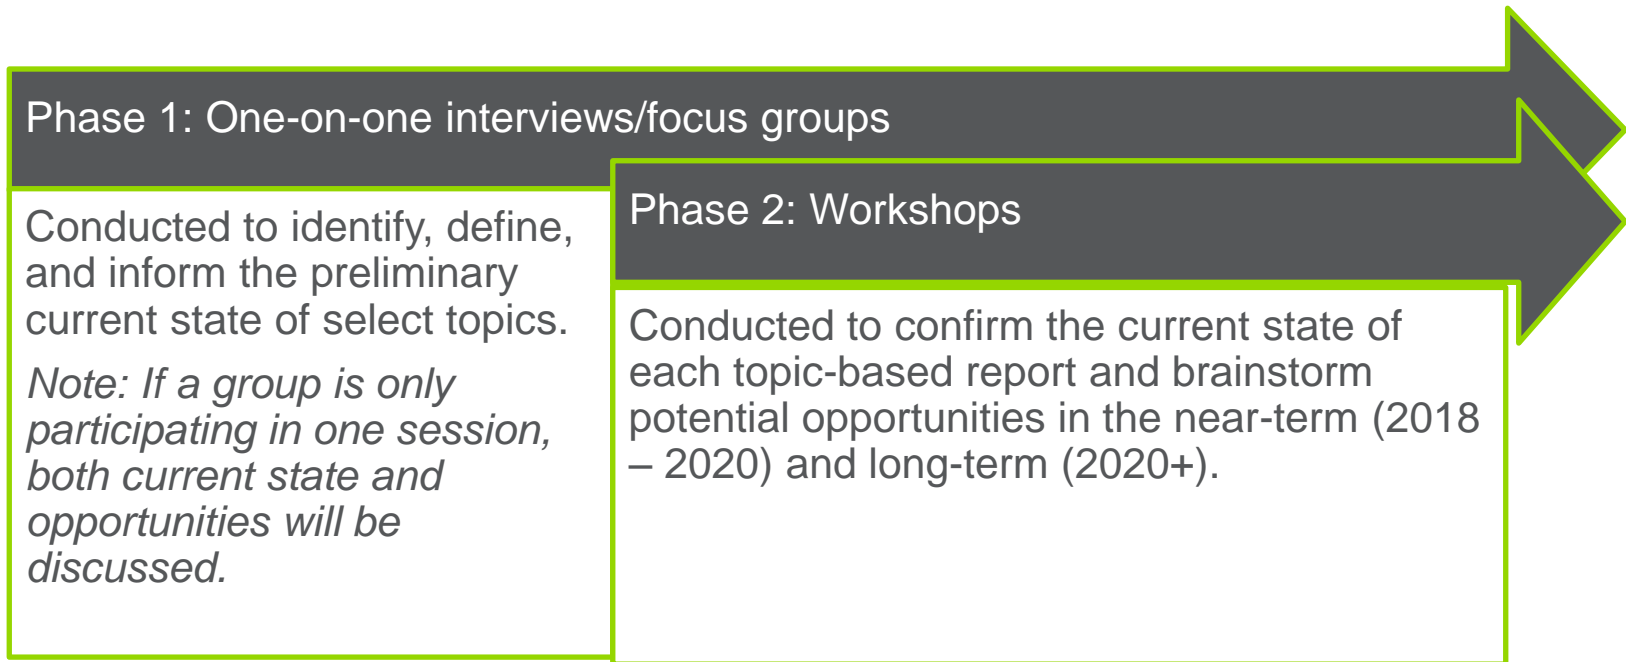 Phase 1: One-on-one interviews/focus groups
Conducted to identify, define,
and inform the preliminary
current state of select topics.
Note: If a group is only
participating in one session,
both current state and
opportunities will be
discussed.
Phase 2: Workshops
Conducted to confirm the current state of
each topic-based report and brainstorm
potential opportunities in the near-term (2018
– 2020) and long-term (2020+).